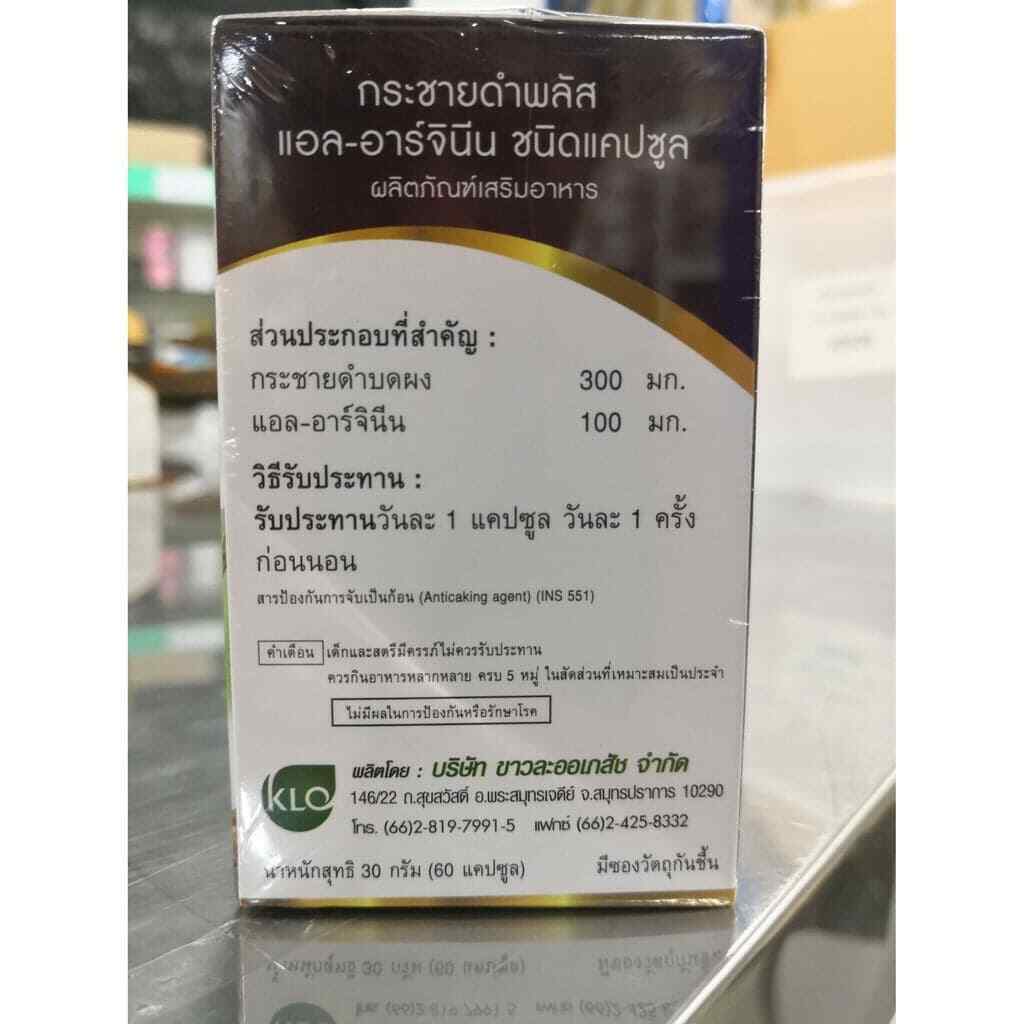 กระชายดำพลัส
แอล-อาร์จินีน ชนิดแคปซูล
ผลิตภัณฑ์เสริมอาหาร
ส่วนประกอบที่สำคัญ :
กระชายดำบดผง 300 มก.
แอล-อาร์จินีน 100 มก.
วิธีรับประทาน :
รับประทานวันละ 1 แคปซูล วันละ 1 ครั้ง
ก่อนนอน
สารป้องกันการจับเป็นก้อน (Anticaking agent) (INS 551)
คำเตือน เด็กและสตรีมีครรภ์ไม่ควรรับประทาน
ควรกินอาหารหลากหลาย ครบ 5 หมู่ ในสัดส่วนที่เหมาะสมเป็นประจำ
ไม่มีผลในการป้องกันหรือรักษาโรค
KLO
ผลิตโดย : บริษัท ขาวละออเภสัช จำกัด
146/22 ถ.สุขสวัสดิ์ อ.พระสมุทรเจดีย์ จ.สมุทรปราการ 10290
โทร. (66)2-819-7991-5 แฟกซ์ (66)2-425-8332
น้ำหนักสุทธิ 30 กรัม (60 แคปซูล) มีซองวัตถุกันชื้น